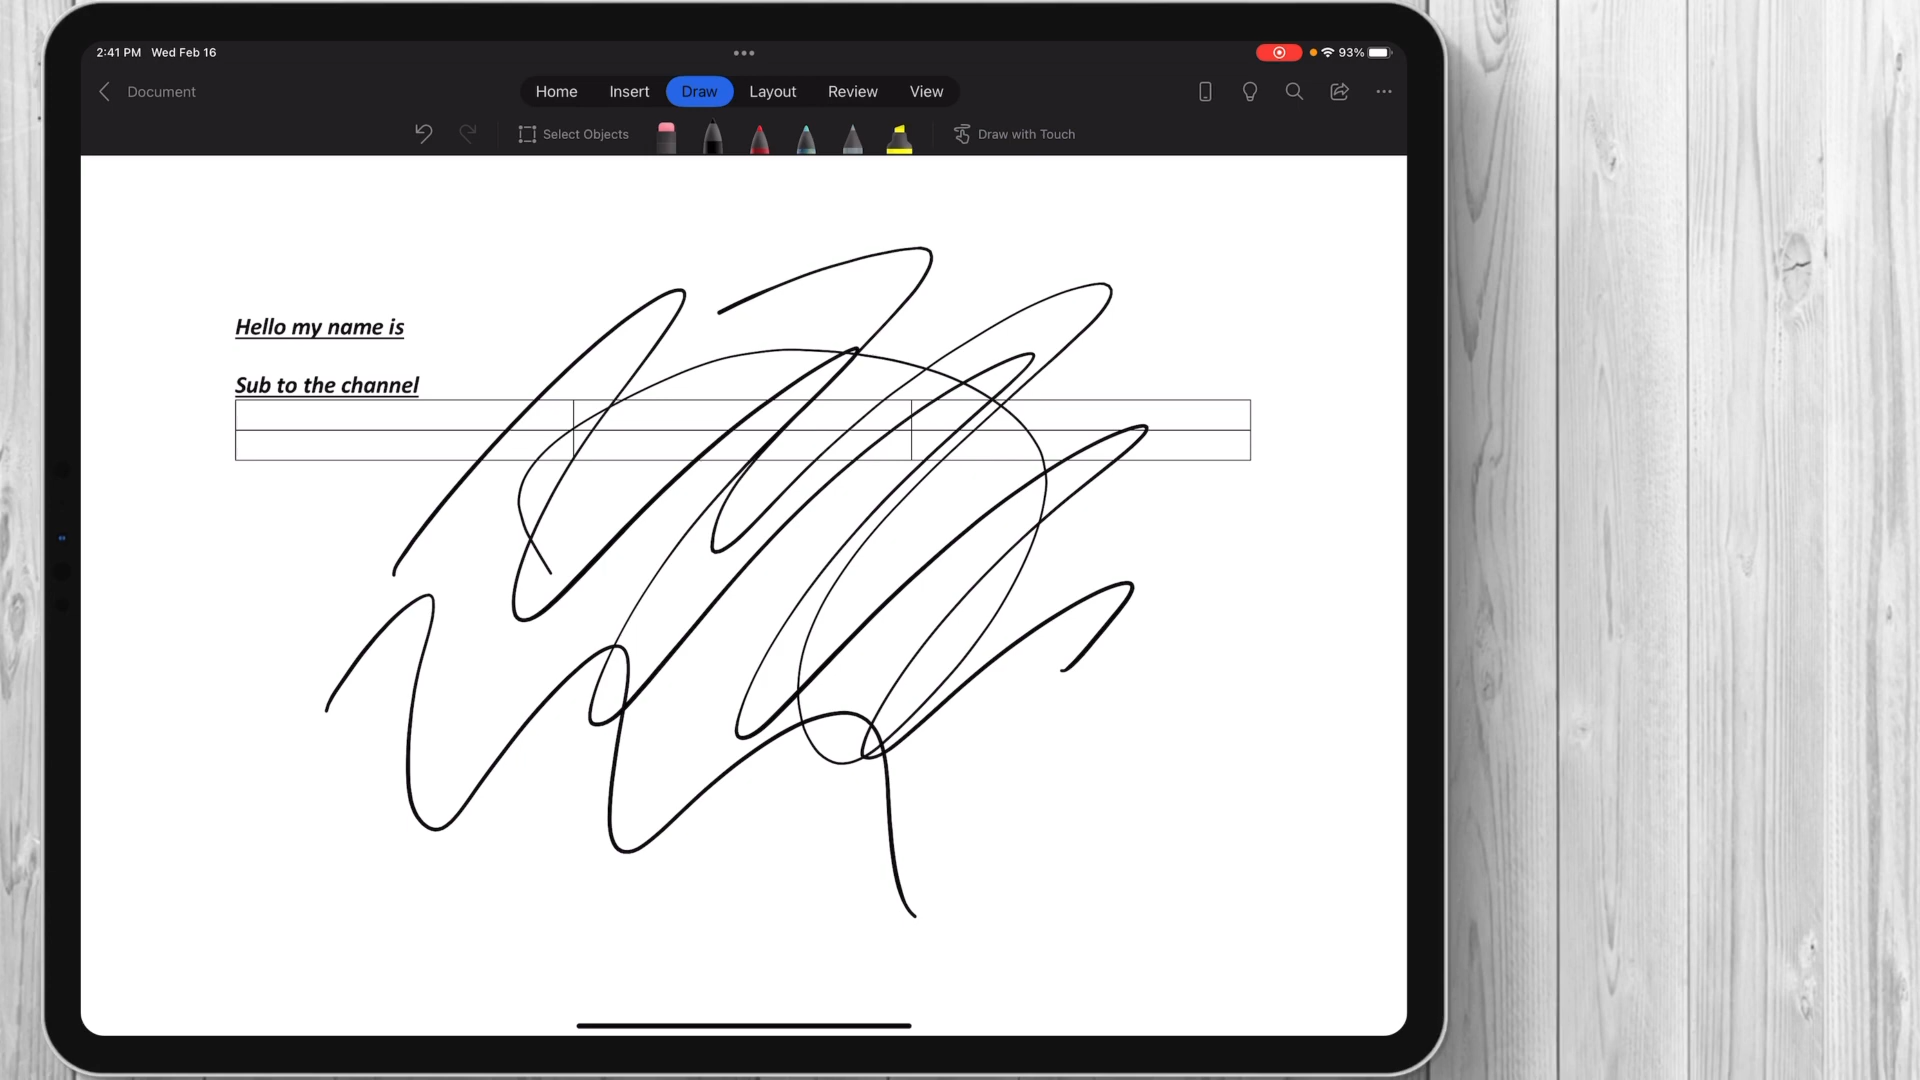 2:41 PM Wed Feb 16
93%
Document
Home Insert Draw Layout Review View
Select Objects
Draw with Touch
Hello my name is
Sub to the channel